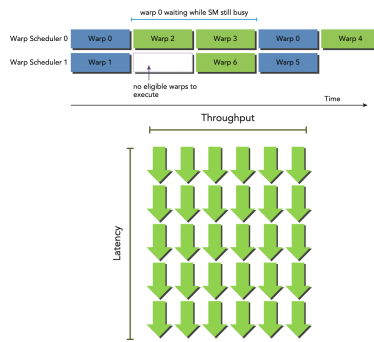 warp 0 waiting while SM still busy
Warp Scheduler 0 Warp 0 Warp 2 Warp 3 Warp 0 Warp 4
Warp Scheduler 1 Warp 1 Warp 6 Warp 5
no eligible warps to
execute
Time
Throughput
Latency